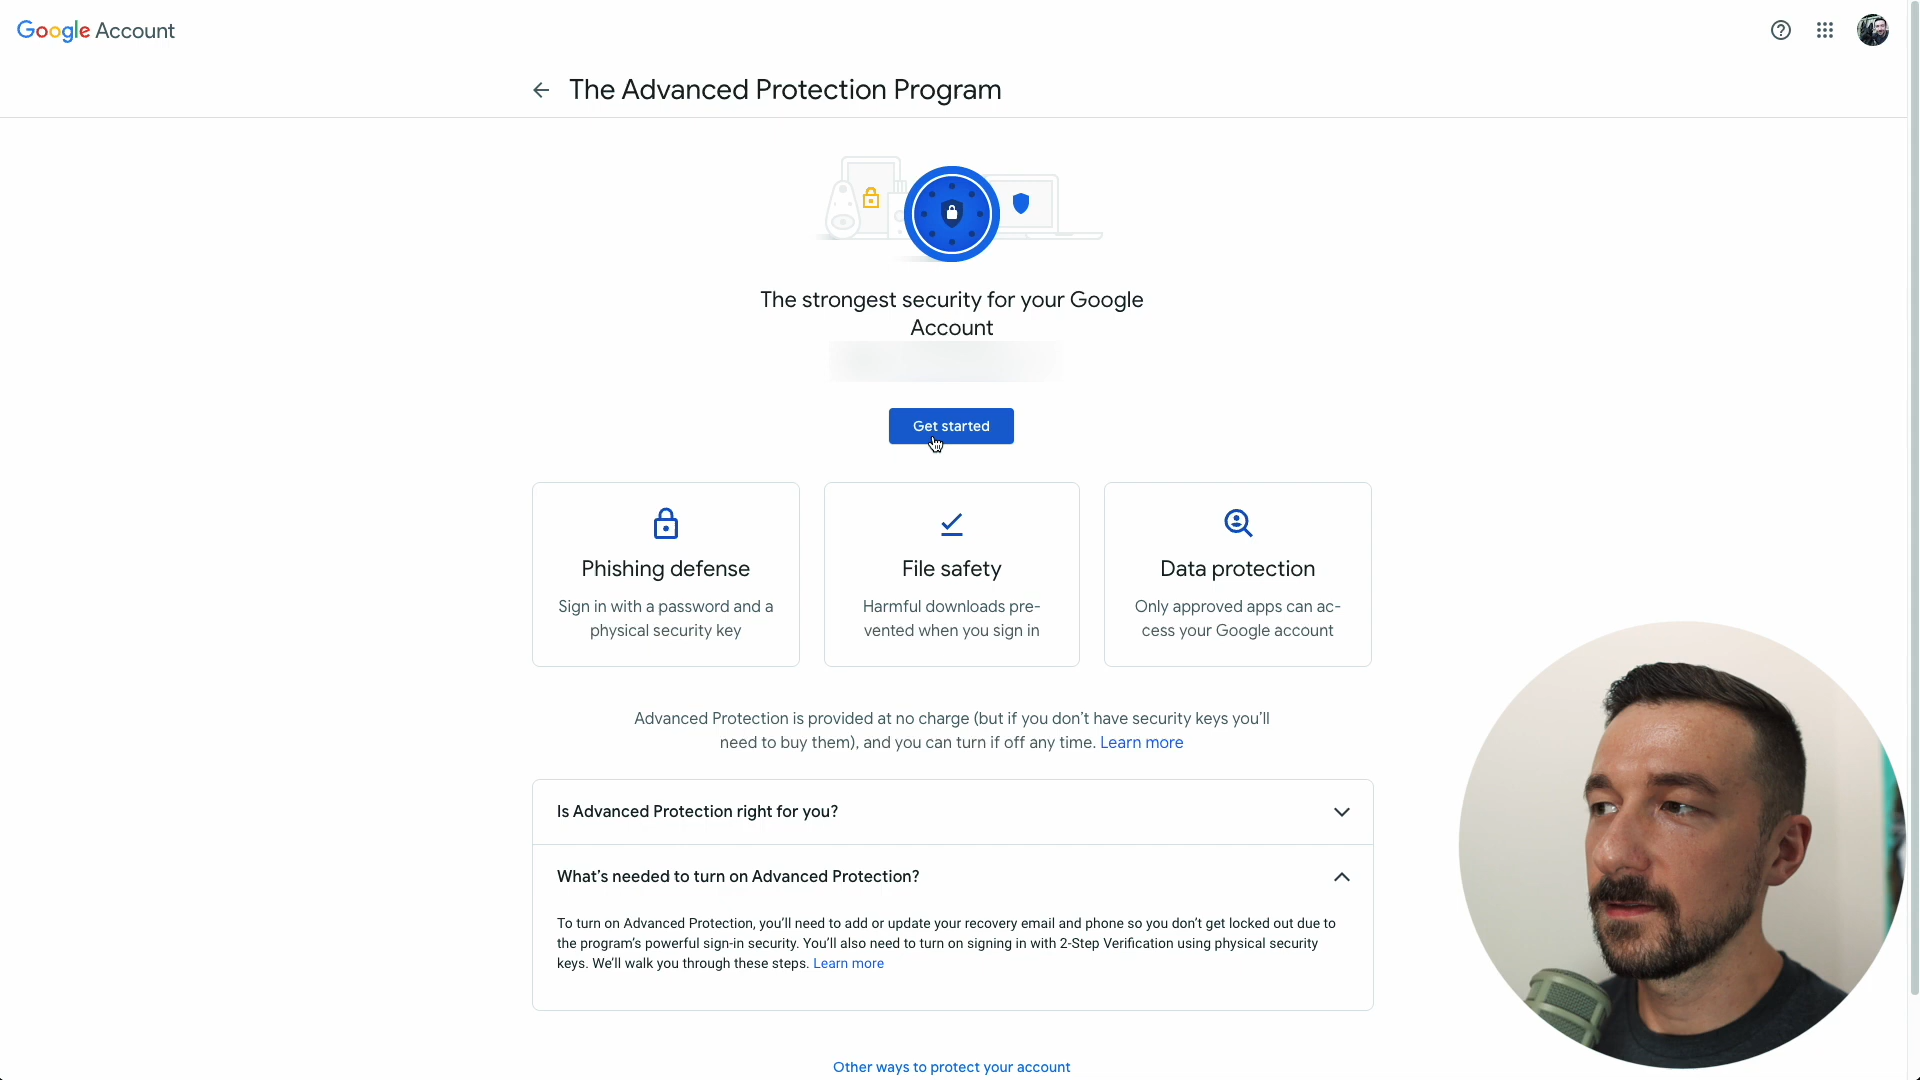 Google Account
The Advanced Protection Program
The strongest security for your Google
Account
Get started
Phishing defense
Sign in with a password and a
physical security key
File safety
Harmful downloads pre-
vented when you sign in
Data protection
Only approved apps can ac-
cess your Google account
Advanced Protection is provided at no charge (but if you don't have security keys you'll
need to buy them), and you can turn if off any time. Learn more
Is Advanced Protection right for you?
What's needed to turn on Advanced Protection?
To turn on Advanced Protection, you'll need to add or update your recovery email and phone so you don't get locked out due to
the program's powerful sign-in security. You'll also need to turn on signing in with 2-Step Verification using physical security
keys. We'll walk you through these steps. Learn more
Other ways to protect your account